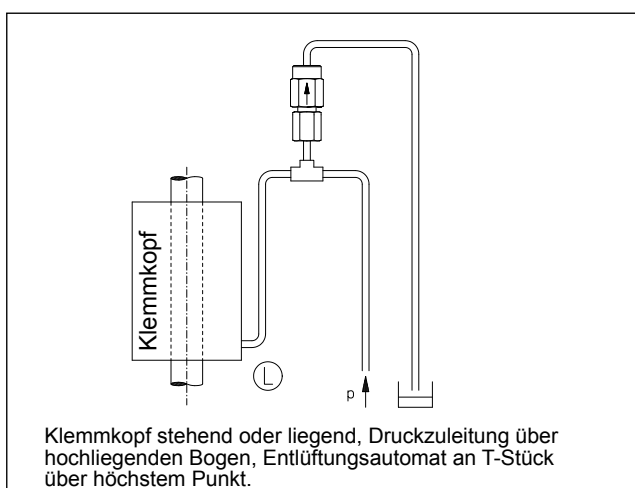 Klemmkopf
L
p
Klemmkopf stehend oder liegend, Druckzuleitung über
hochliegenden Bogen, Entlüftungsautomat an T-Stück
über höchstem Punkt.